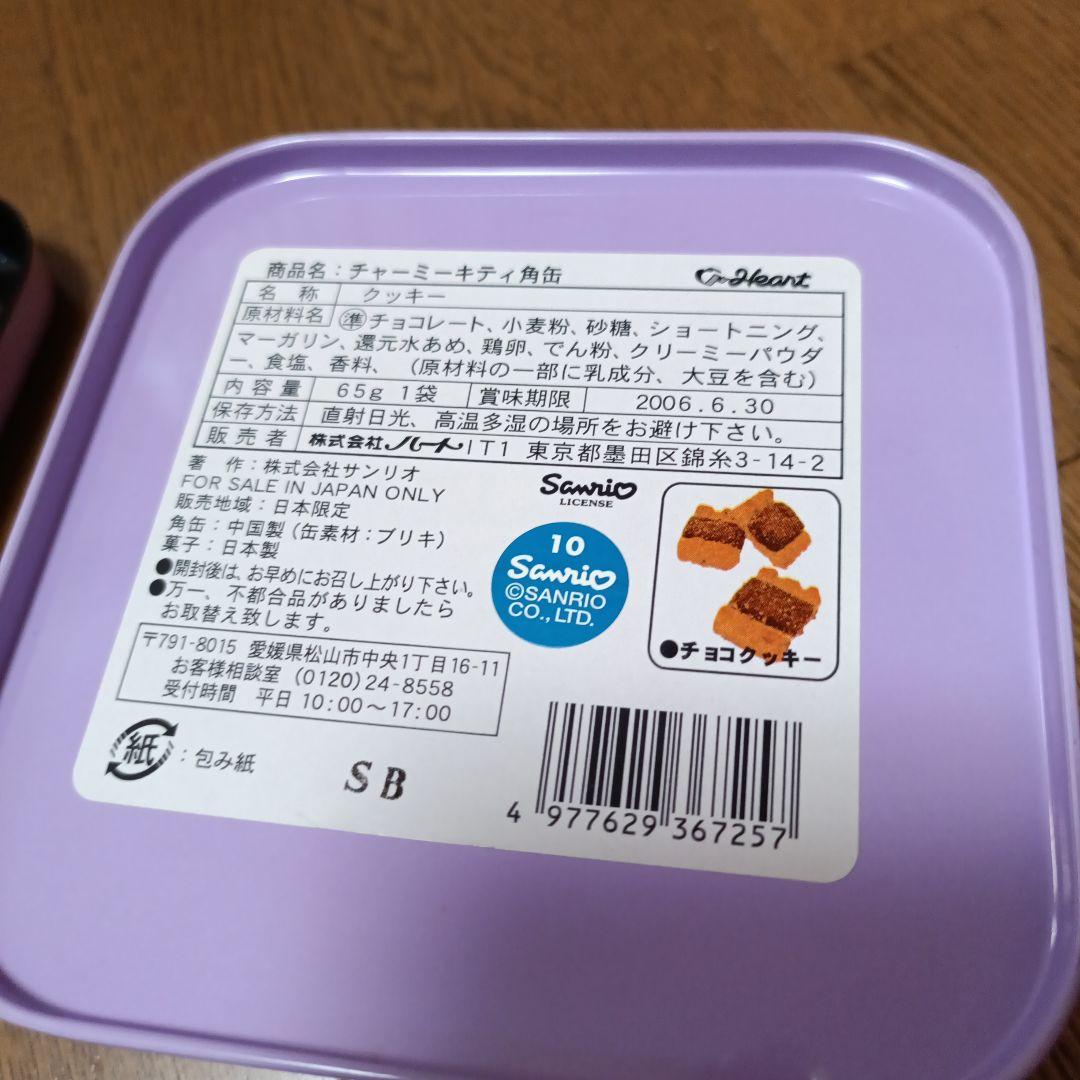 商品名：チャーミーキティ角缶
Heart
名 称 クッキー
原材料名 準チョコレート、小麦粉、砂糖、ショートニング、
マーガリン、還元水あめ、鶏卵、でん粉、クリーミーパウダ
ー、食塩、香料、（原材料の一部に乳成分、大豆を含む）
内容量 65g 1袋 賞味期限 2006.6.30
保存方法 直射日光、高温多湿の場所をお避け下さい。
販売者 株式会社ハート IT1 東京都墨田区錦糸3-14-2
著 作：株式会社サンリオ
FOR SALE IN JAPAN ONLY
販売地域：日本限定
角缶：中国製（缶素材：ブリキ）
菓子：日本製
●開封後は、お早めにお召し上がり下さい。
●万一、不都合品がありましたら
お取替え致します。
〒791-8015 愛媛県松山市中央1丁目16-11
お客様相談室 (0120)24-8558
受付時間 平日 10:00～17:00
紙：包み紙
SB
Sanrio
LICENSE
10
Sanrio
©SANRIO
CO.,LTD.
●チョコクッキー
4 977629 367257